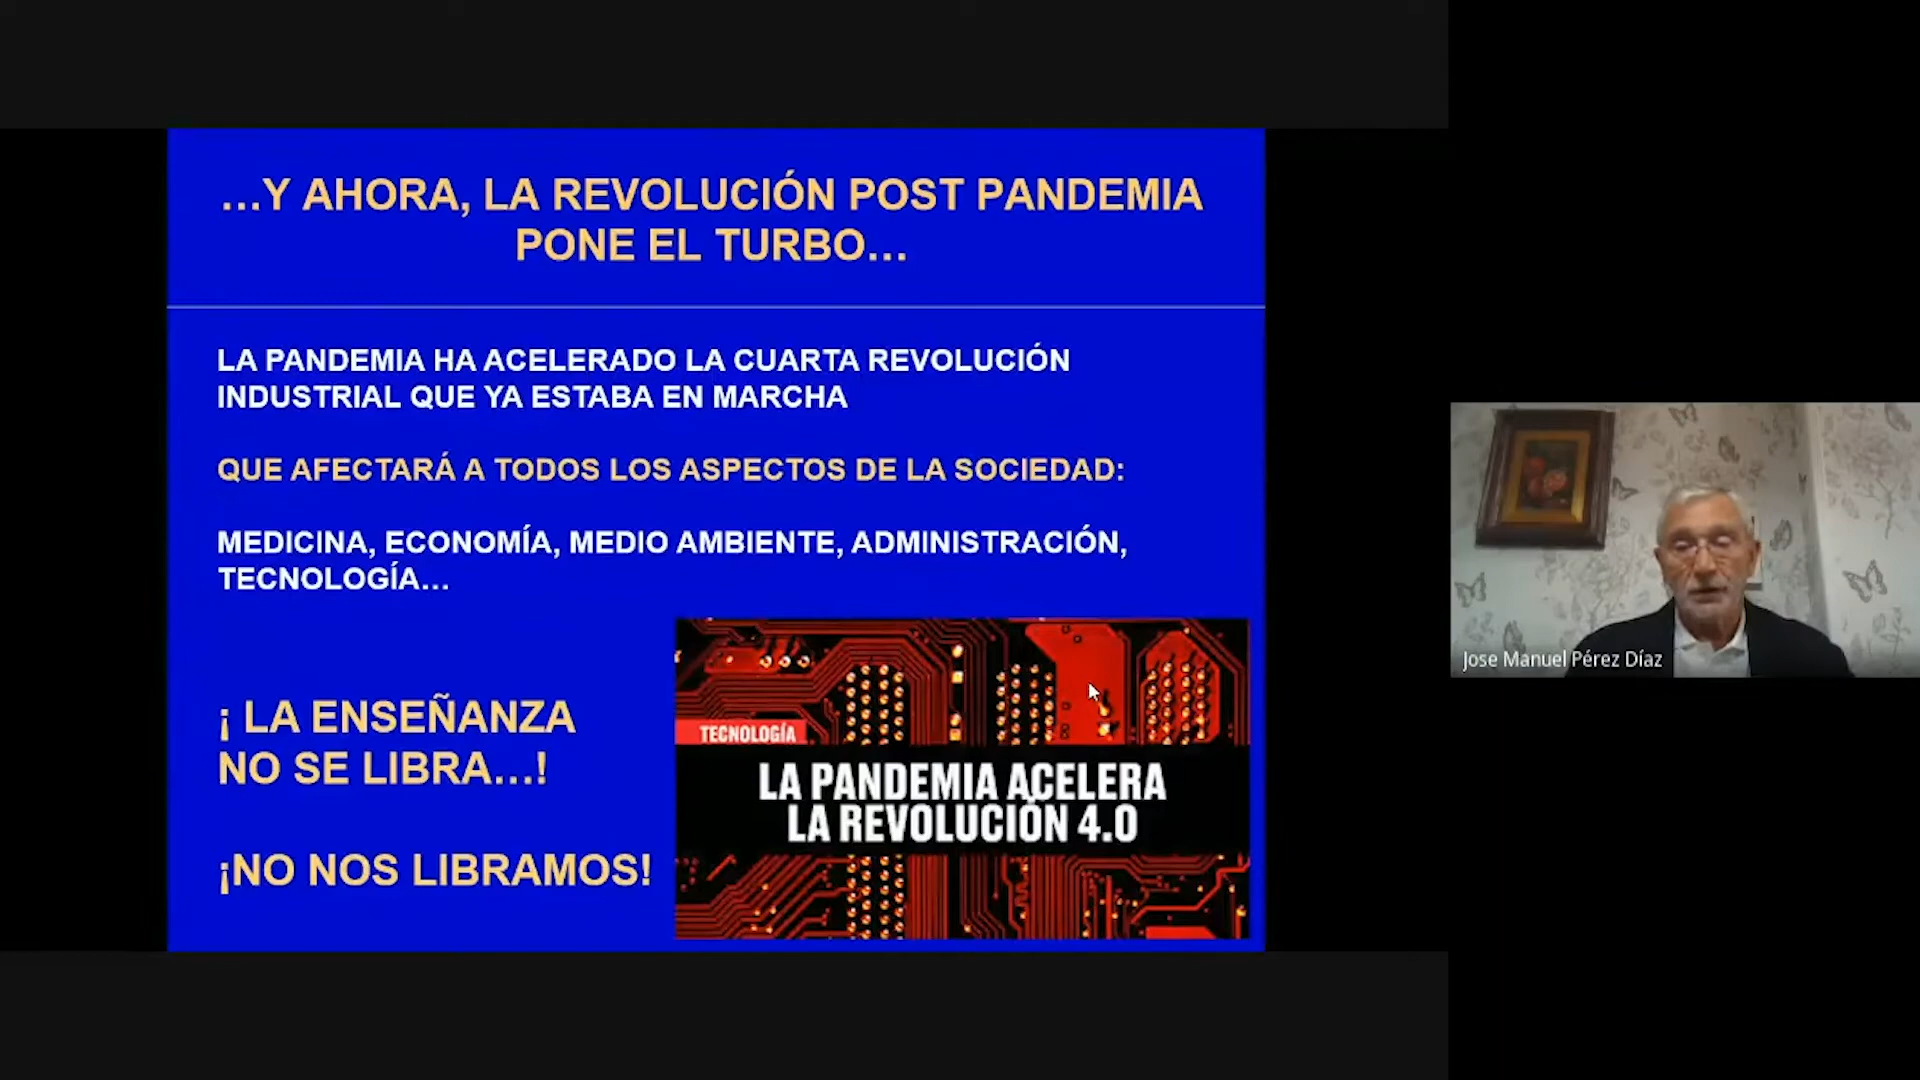 ...Y AHORA, LA REVOLUCIÓN POST PANDEMIA
PONE EL TURBO...
LA PANDEMIA HA ACELERADO LA CUARTA REVOLUCIÓN
INDUSTRIAL QUE YA ESTABA EN MARCHA
QUE AFECTARÁ A TODOS LOS ASPECTOS DE LA SOCIEDAD:
MEDICINA, ECONOMÍA, MEDIO AMBIENTE, ADMINISTRACIÓN,
TECNOLOGÍA...
¡ LA ENSEÑANZA
NO SE LIBRA...!
¡NO NOS LIBRAMOS!
TECNOLOGÍA
LA PANDEMIA ACELERA
LA REVOLUCIÓN 4.0
Jose Manuel Pérez Díaz